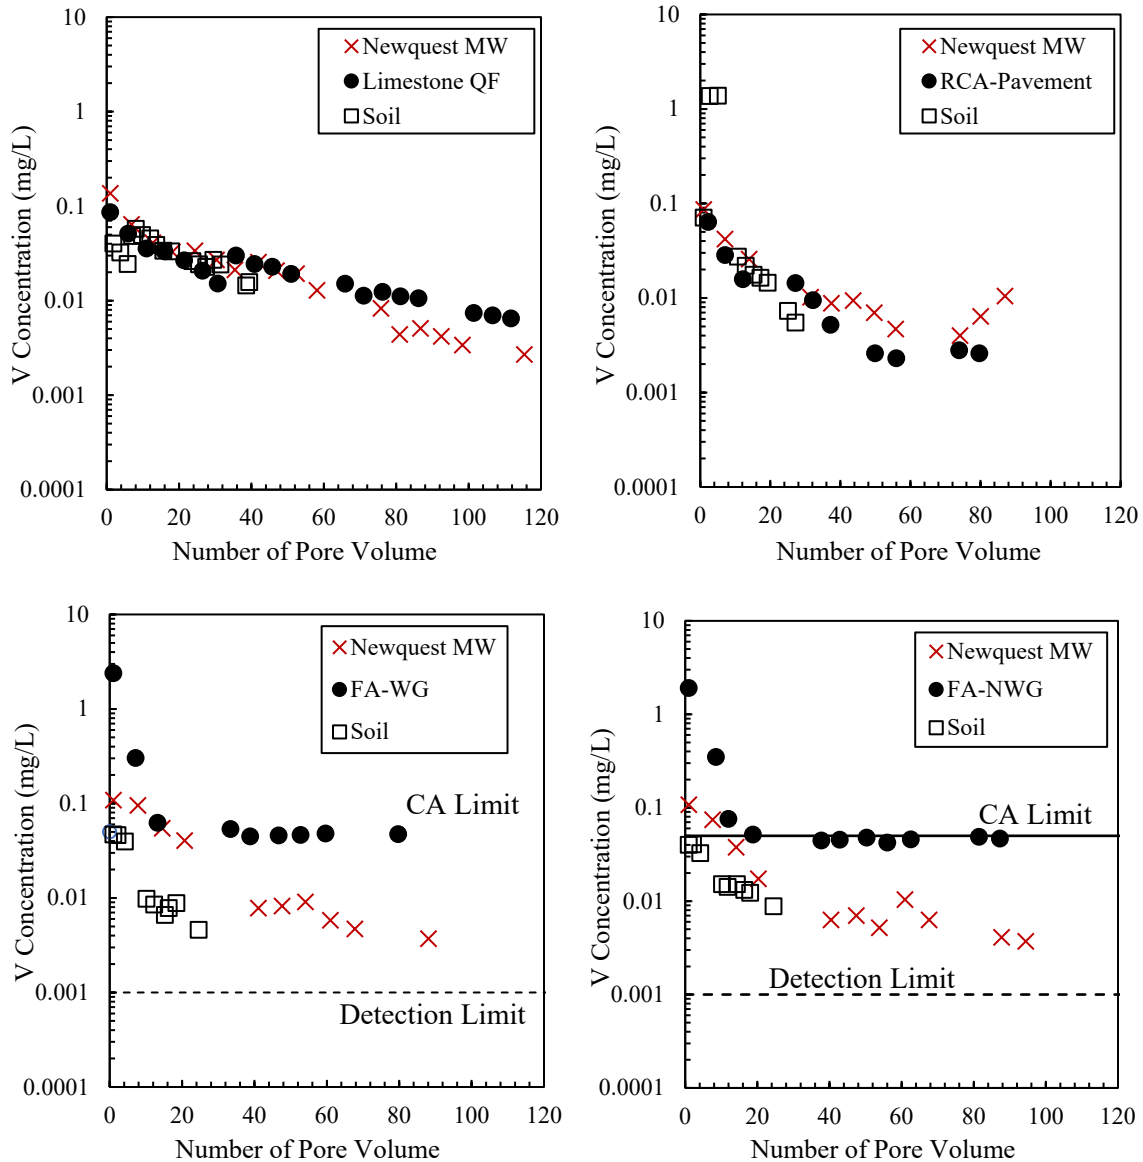 10
1
0.1
0.01
0.001
0.0001
V Concentration (mg/L)
Newquest MW
Limestone QF
Soil
0 20 40 60 80 100 120
Number of Pore Volume
10
1
0.1
0.01
0.001
0.0001
V Concentration (mg/L)
Newquest MW
RCA-Pavement
Soil
0 20 40 60 80 100 120
Number of Pore Volume
10
1
0.1
0.01
0.001
0.0001
V Concentration (mg/L)
Newquest MW
FA-WG
Soil
CA Limit
Detection Limit
0 20 40 60 80 100 120
Number of Pore Volume
10
1
0.1
0.01
0.001
0.0001
V Concentration (mg/L)
Newquest MW
FA-NWG
Soil
CA Limit
Detection Limit
0 20 40 60 80 100 120
Number of Pore Volume